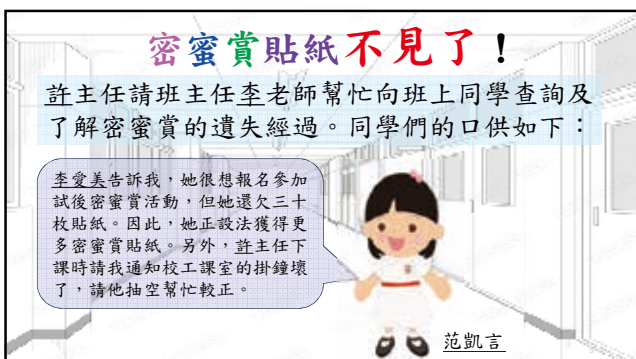 密蜜賞貼紙不見了！
許主任請班主任李老師幫忙向班上同學查詢及
了解密蜜賞的遺失經過。同學們的口供如下：
李愛美告訴我，她很想報名參加
試後密蜜賞活動，但她還欠三十
枚貼紙。因此，她正設法獲得更
多密蜜賞貼紙。另外，許主任下
課時請我通知校工課室的掛鐘壞
了，請他抽空幫忙較正。
范凱言